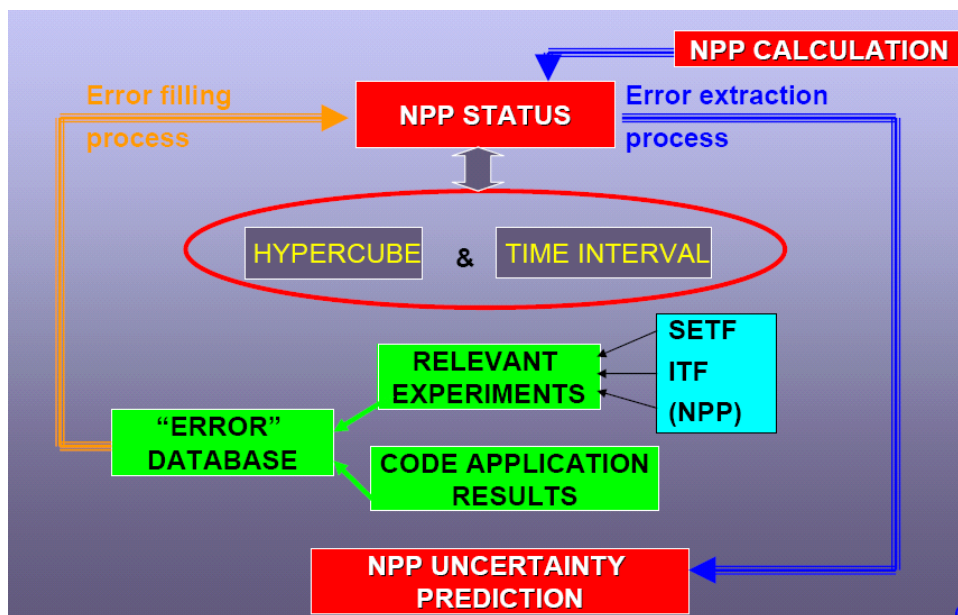 NPP CALCULATION
Error filling
process
NPP STATUS
Error extraction
process
HYPERCUBE
&
TIME INTERVAL
RELEVANT
EXPERIMENTS
SETF
ITF
(NPP)
“ERROR”
DATABASE
CODE APPLICATION
RESULTS
NPP UNCERTAINTY
PREDICTION